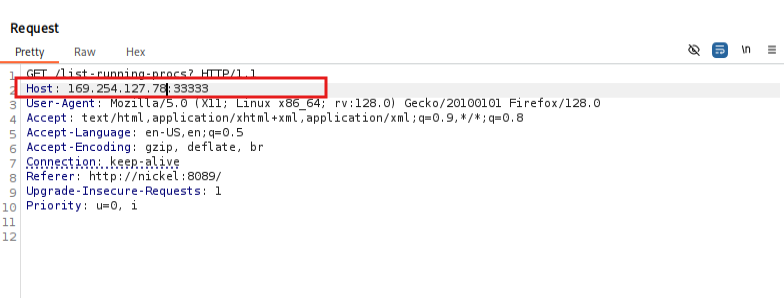 Request
Pretty Raw Hex
\n
1 GET /list-running-procs? HTTP/1.1
2 Host: 169.254.127.78:33333
3 User-Agent: Mozilla/5.0 (X11; Linux x86_64; rv:128.0) Gecko/20100101 Firefox/128.0
4 Accept: text/html,application/xhtml+xml,application/xml;q=0.9,*/*;q=0.8
5 Accept-Language: en-US,en;q=0.5
6 Accept-Encoding: gzip, deflate, br
7 Connection: keep-alive
8 Referer: http://nickel:8089/
9 Upgrade-Insecure-Requests: 1
10 Priority: u=0, i
11
12